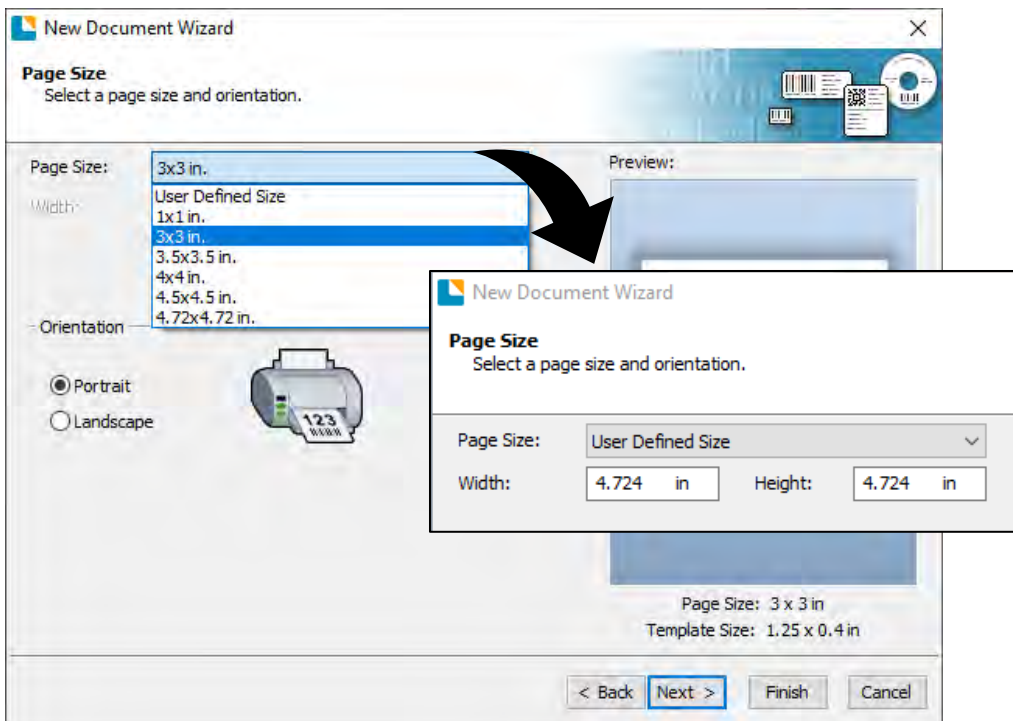 New Document Wizard
Page Size
Select a page size and orientation.
Page Size: 3x3 in.
Preview:
Width:
User Defined Size
1x1 in.
3x3 in.
3.5x3.5 in.
4x4 in.
4.5x4.5 in.
4.72x4.72 in.
Orientation
Portrait
Landscape
123
New Document Wizard
Page Size
Select a page size and orientation.
Page Size: User Defined Size
Width: 4.724 in Height: 4.724 in
Page Size: 3 x 3 in
Template Size: 1.25 x 0.4 in
< Back Next > Finish Cancel